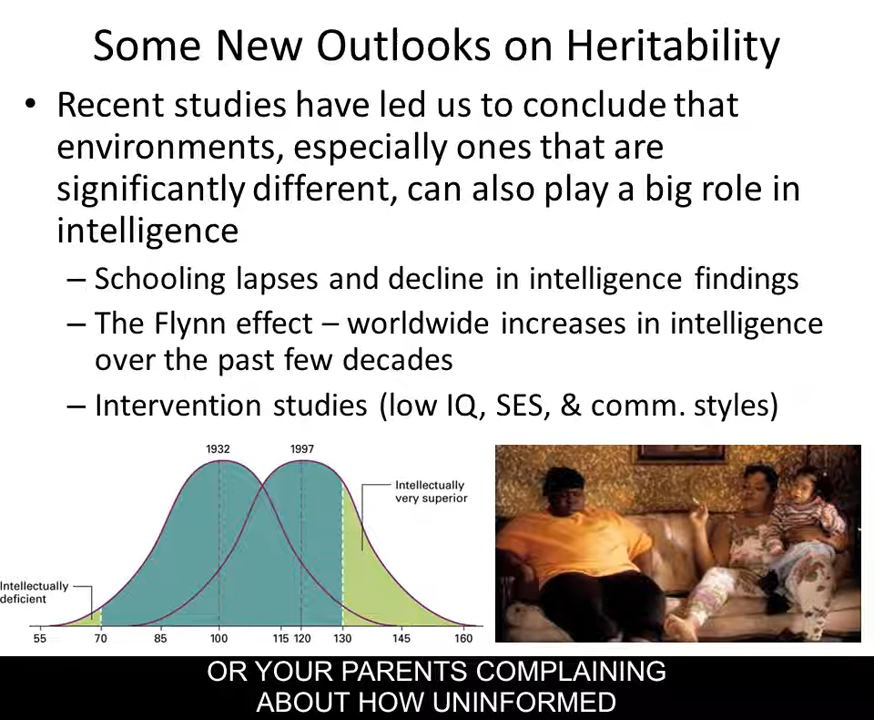 Some New Outlooks on Heritability
• Recent studies have led us to conclude that
environments, especially ones that are
significantly different, can also play a big role in
intelligence
– Schooling lapses and decline in intelligence findings
– The Flynn effect – worldwide increases in intelligence
over the past few decades
– Intervention studies (low IQ, SES, & comm. styles)
1932 1997
Intellectually
very superior
Intellectually
deficient
55 70 85 100 115 120 130 145 160
OR YOUR PARENTS COMPLAINING
ABOUT HOW UNINFORMED